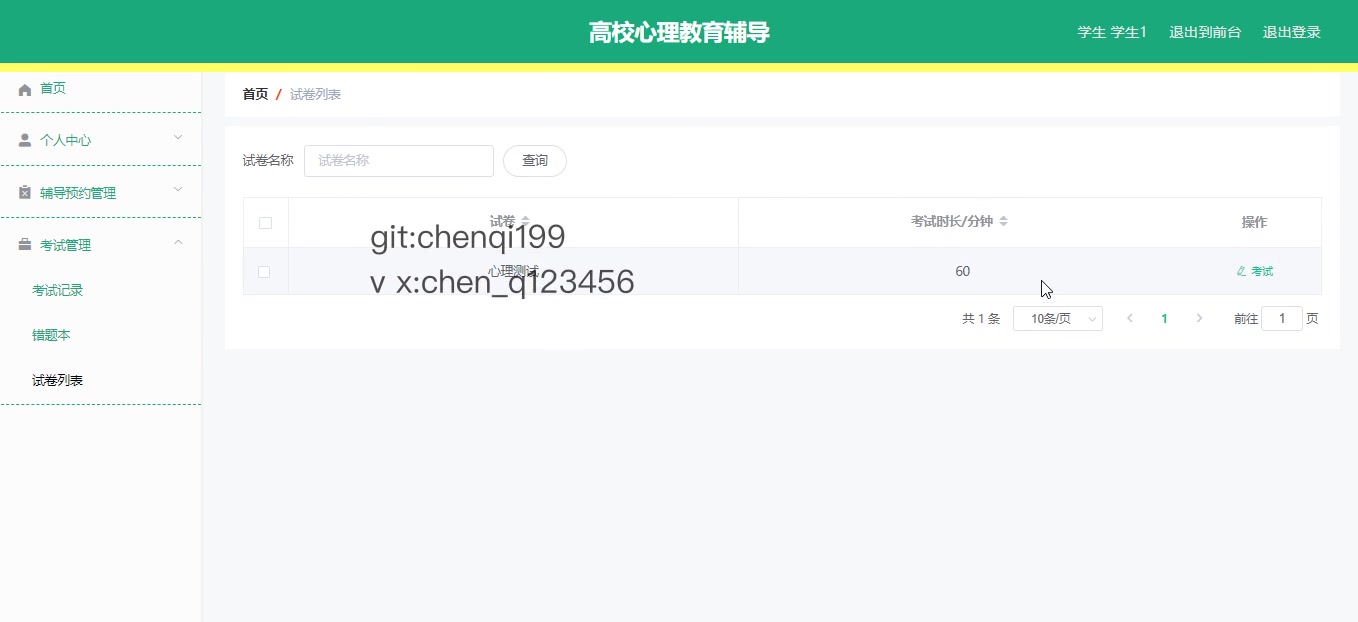 高校心理教育辅导
学生 学生1 退出到前台 退出登录
首页
个人中心
辅导预约管理
考试管理
考试记录
错题本
试卷列表
首页 / 试卷列表
试卷名称 试卷名称 查询
试卷 考试时长/分钟 操作
心理测试 60 考试
git:chenqi199
v x:chen_q123456
共 1 条 10条/页 1 前往 1 页